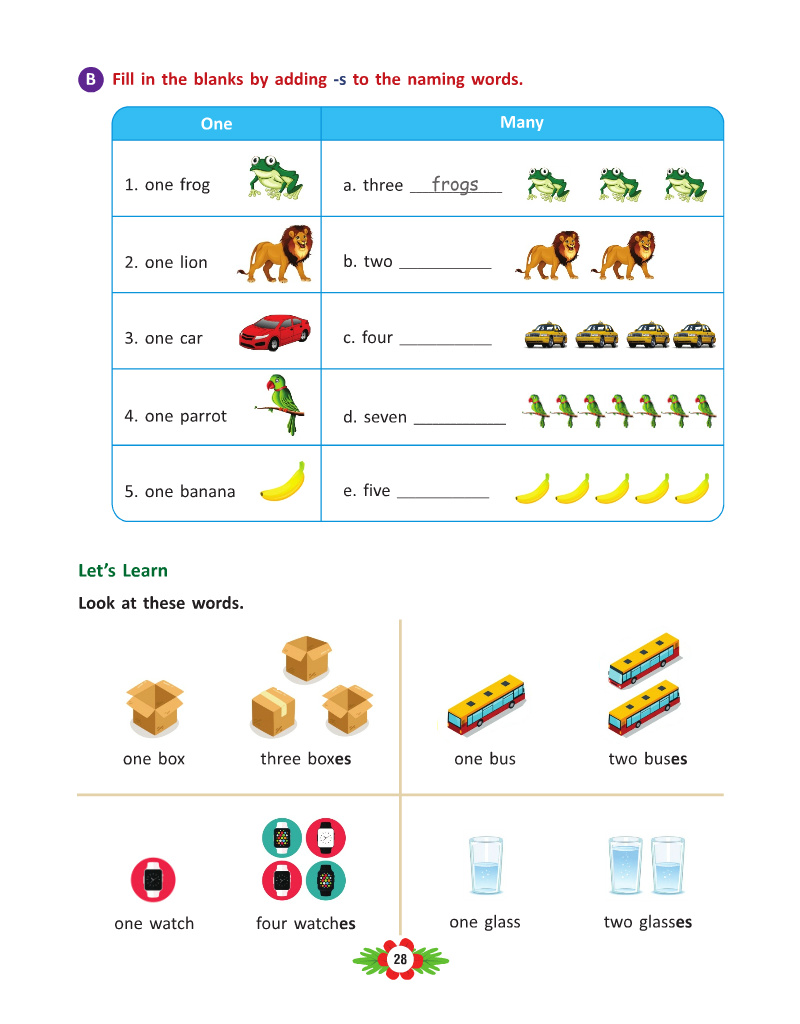 B Fill in the blanks by adding -s to the naming words.
One Many
1. one frog a. three frogs
2. one lion b. two __________
3. one car c. four __________
4. one parrot d. seven __________
5. one banana e. five __________
Let's Learn
Look at these words.
one box three boxes one bus two buses
one watch four watches one glass two glasses
28